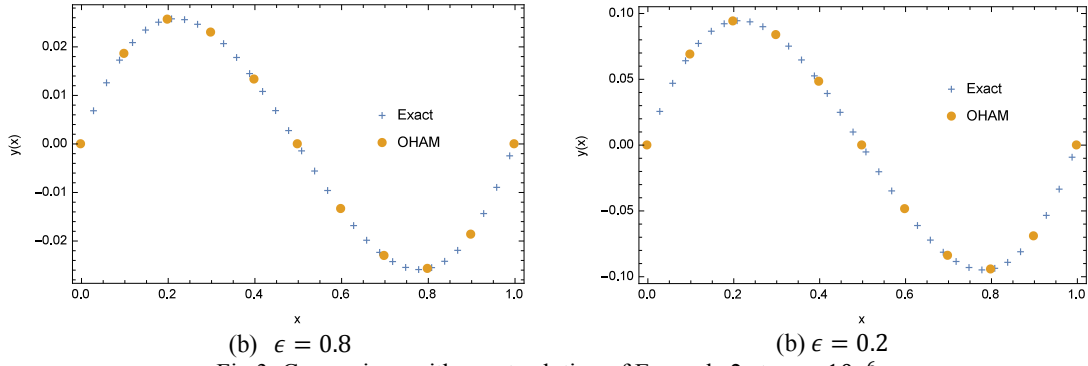 0.02
0.01
0.00
−0.01
−0.02
y(x)
+ Exact
OHAM
0.0 0.2 0.4 0.6 0.8 1.0
x
(b) ϵ = 0.8
0.10
0.05
0.00
−0.05
−0.10
y(x)
+ Exact
OHAM
0.0 0.2 0.4 0.6 0.8 1.0
x
(b) ϵ = 0.2